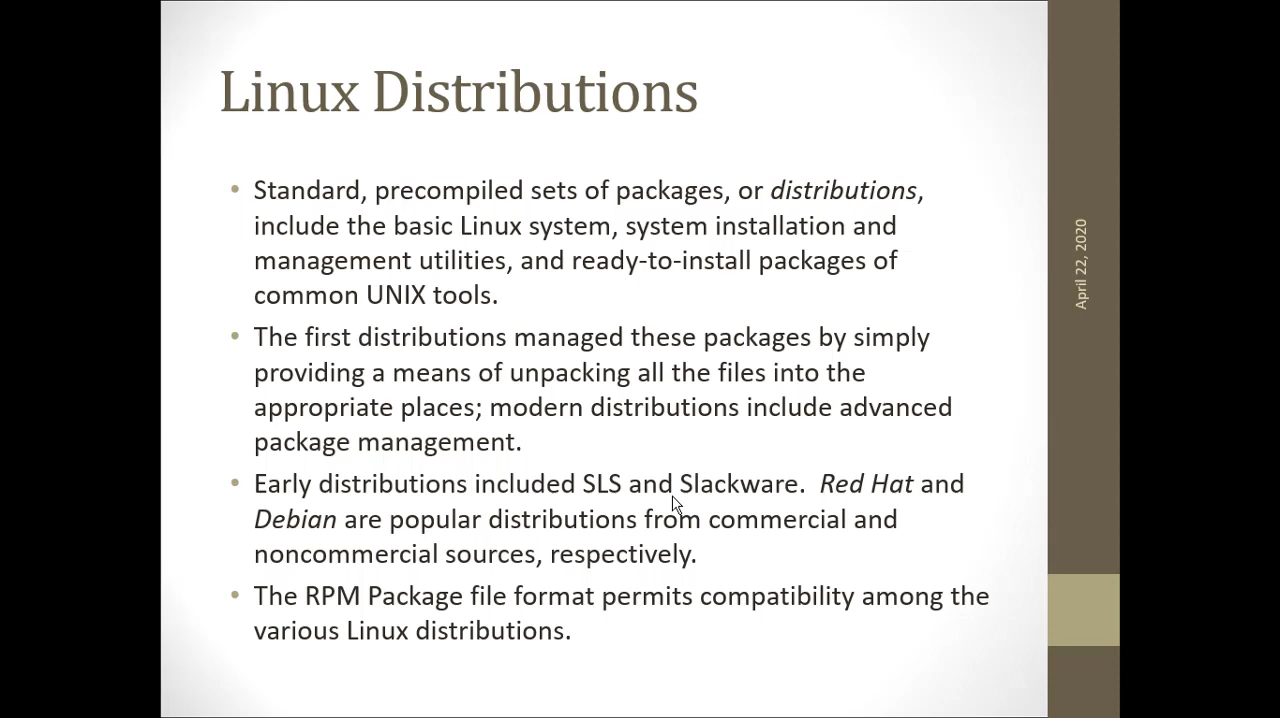 Linux Distributions
• Standard, precompiled sets of packages, or distributions,
include the basic Linux system, system installation and
management utilities, and ready-to-install packages of
common UNIX tools.
• The first distributions managed these packages by simply
providing a means of unpacking all the files into the
appropriate places; modern distributions include advanced
package management.
• Early distributions included SLS and Slackware.  Red Hat and
Debian are popular distributions from commercial and
noncommercial sources, respectively.
• The RPM Package file format permits compatibility among the
various Linux distributions.
April 22, 2020